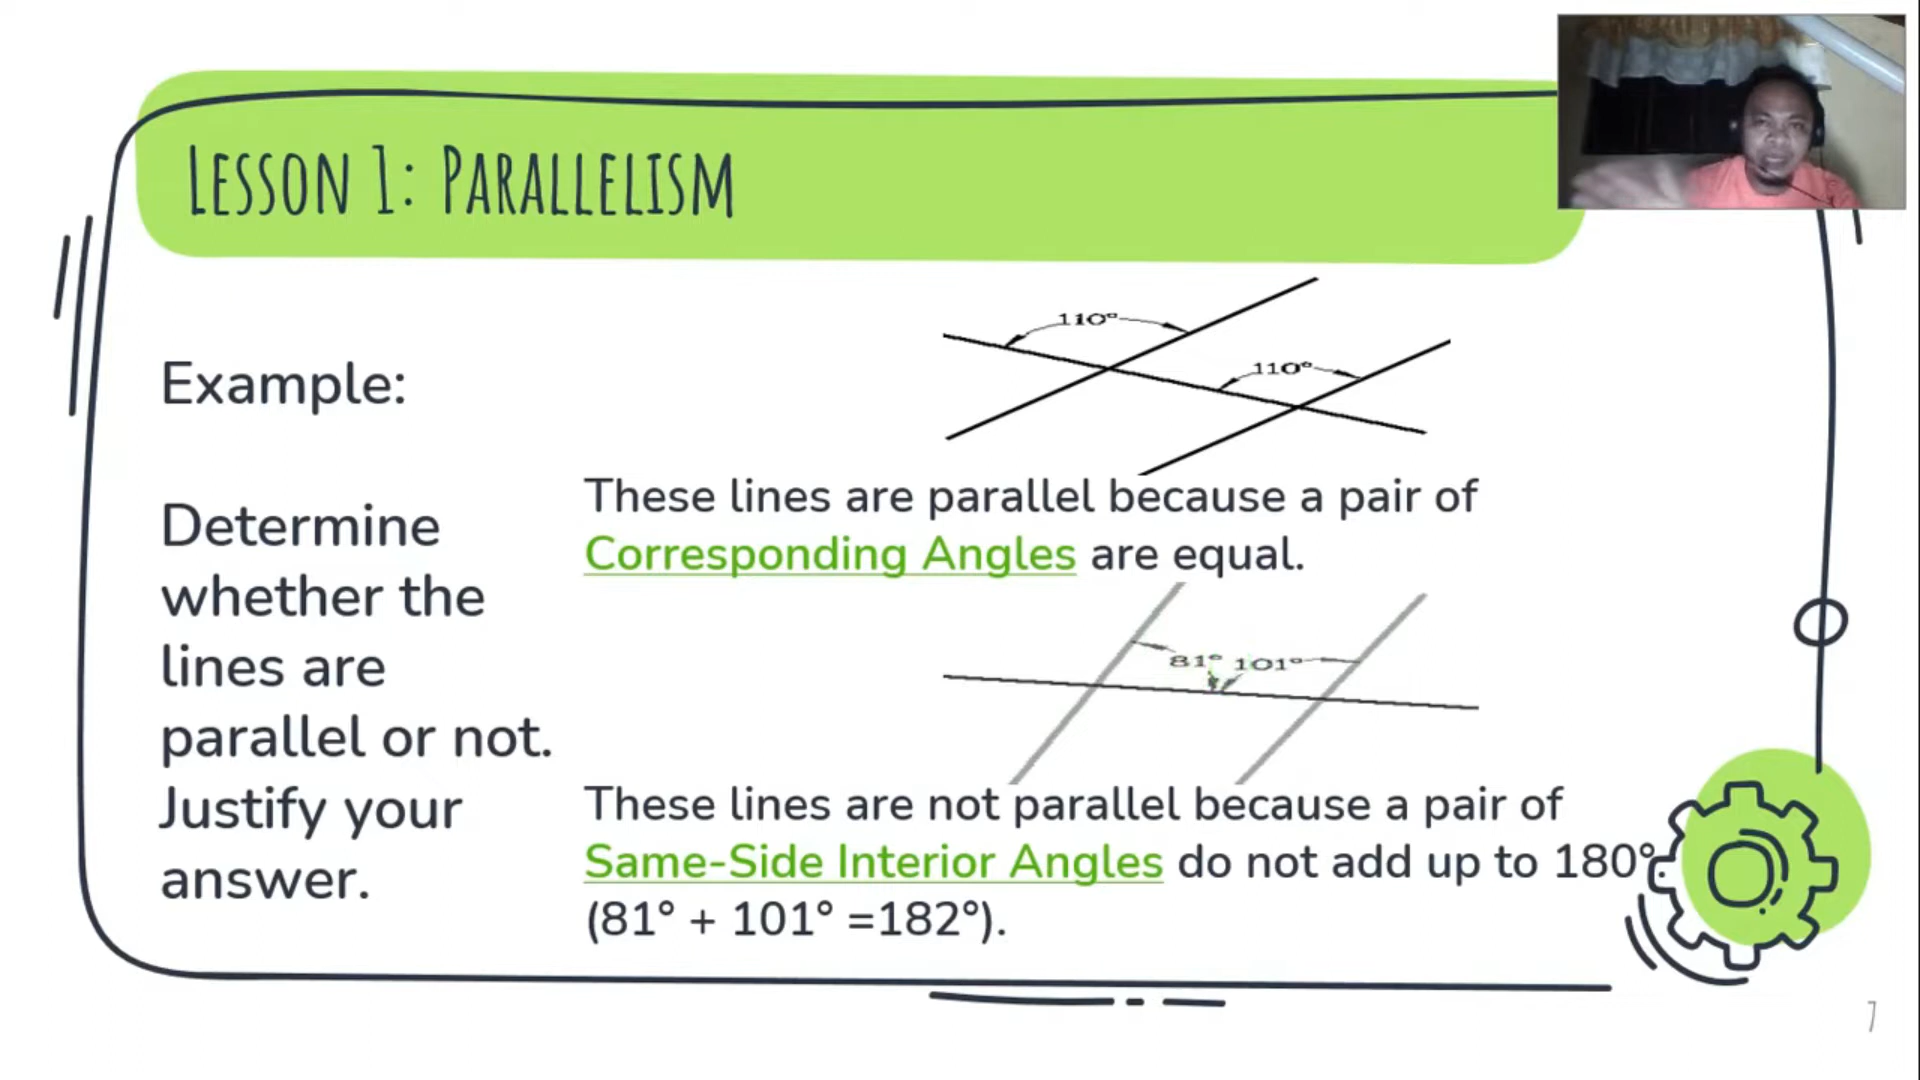 Lesson 1: Parallelism
Example:
Determine
whether the
lines are
parallel or not.
Justify your
answer.
110°
110°
These lines are parallel because a pair of
Corresponding Angles are equal.
81° 101°
These lines are not parallel because a pair of
Same-Side Interior Angles do not add up to 180°.
(81° + 101° =182°).
7